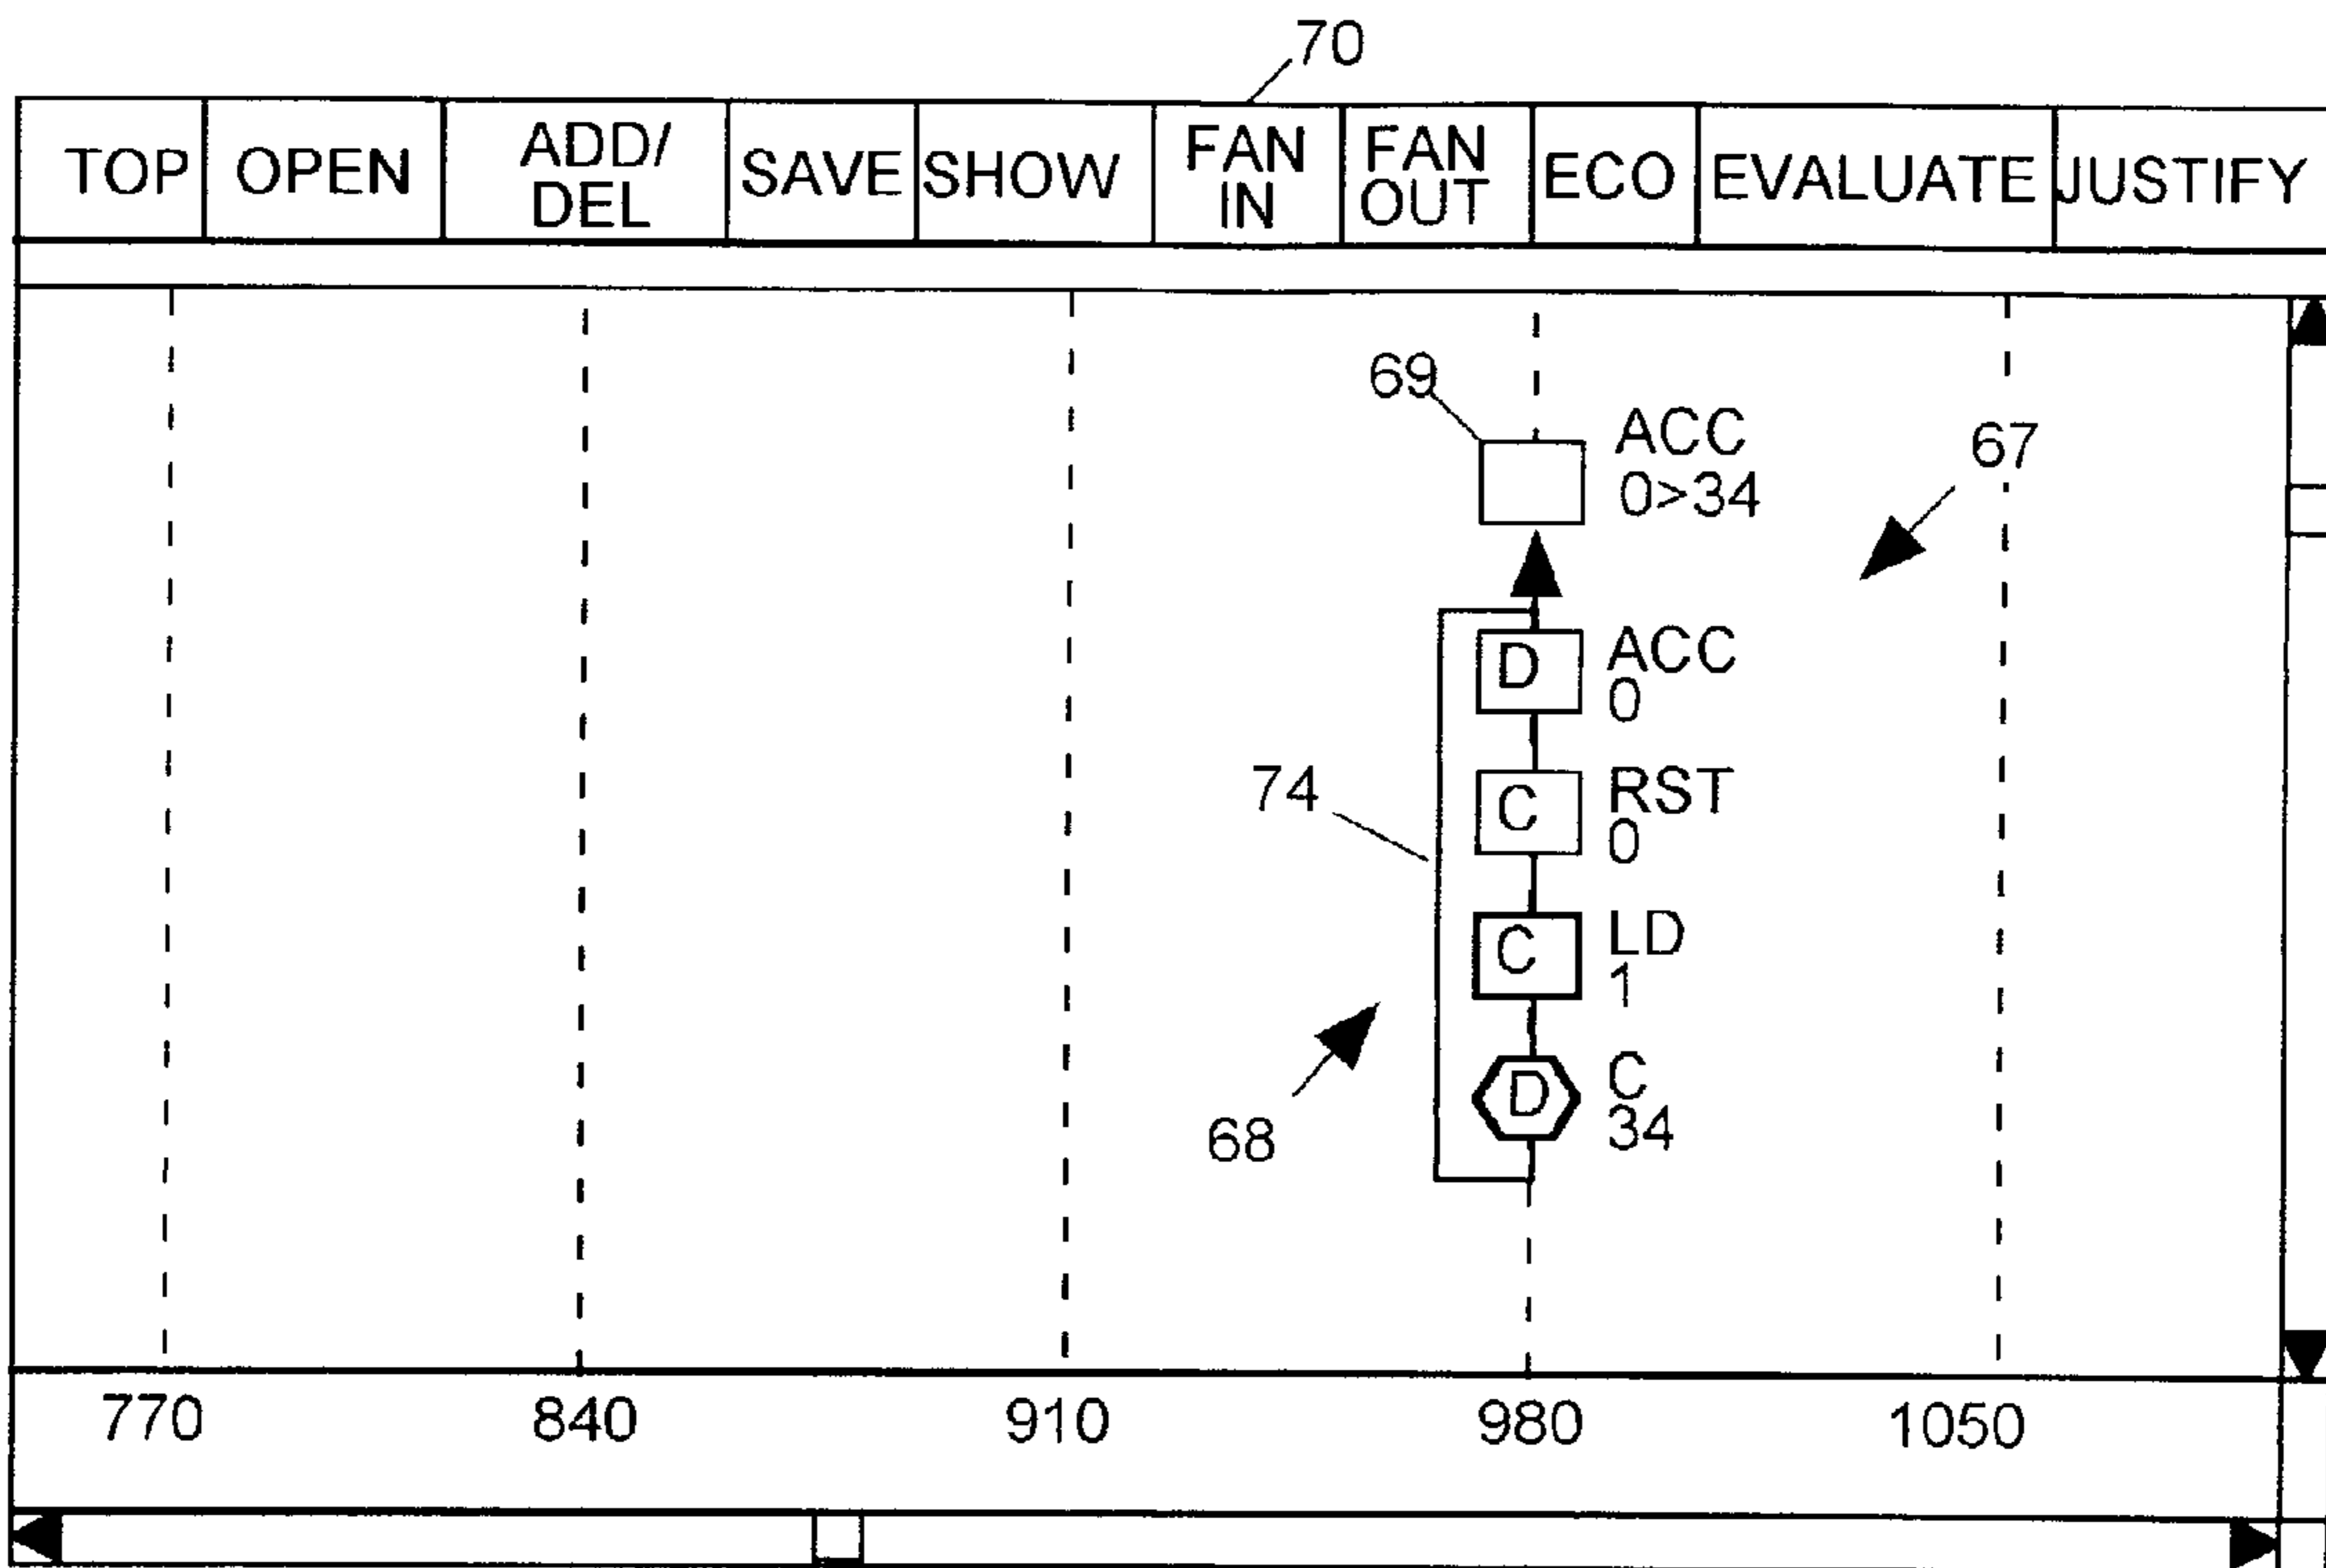 70
TOP OPEN ADD/ DEL SAVE SHOW FAN IN FAN OUT ECO EVALUATE JUSTIFY
69
ACC
0>34
67
D ACC
0
74
C RST
0
C LD
1
D C
34
68
770 840 910 980 1050